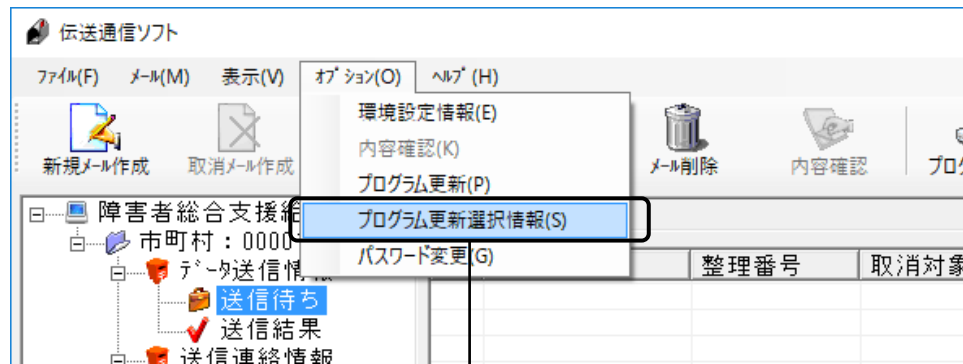 伝送通信ソフト
ﾌｧｲﾙ(F) ﾒｰﾙ(M) 表示(V) ｵﾌﾟｼｮﾝ(O) ﾍﾙﾌﾟ(H)
環境設定情報(E)
内容確認(K)
プログラム更新(P)
プログラム更新選択情報(S)
パスワード変更(G)
新規ﾒｰﾙ作成 取消ﾒｰﾙ作成 ﾒｰﾙ削除 内容確認
障害者総合支援給
市町村：0000
ﾃﾞｰﾀ送信情
送信待ち
送信結果
送信連絡情報
整理番号 取消対象